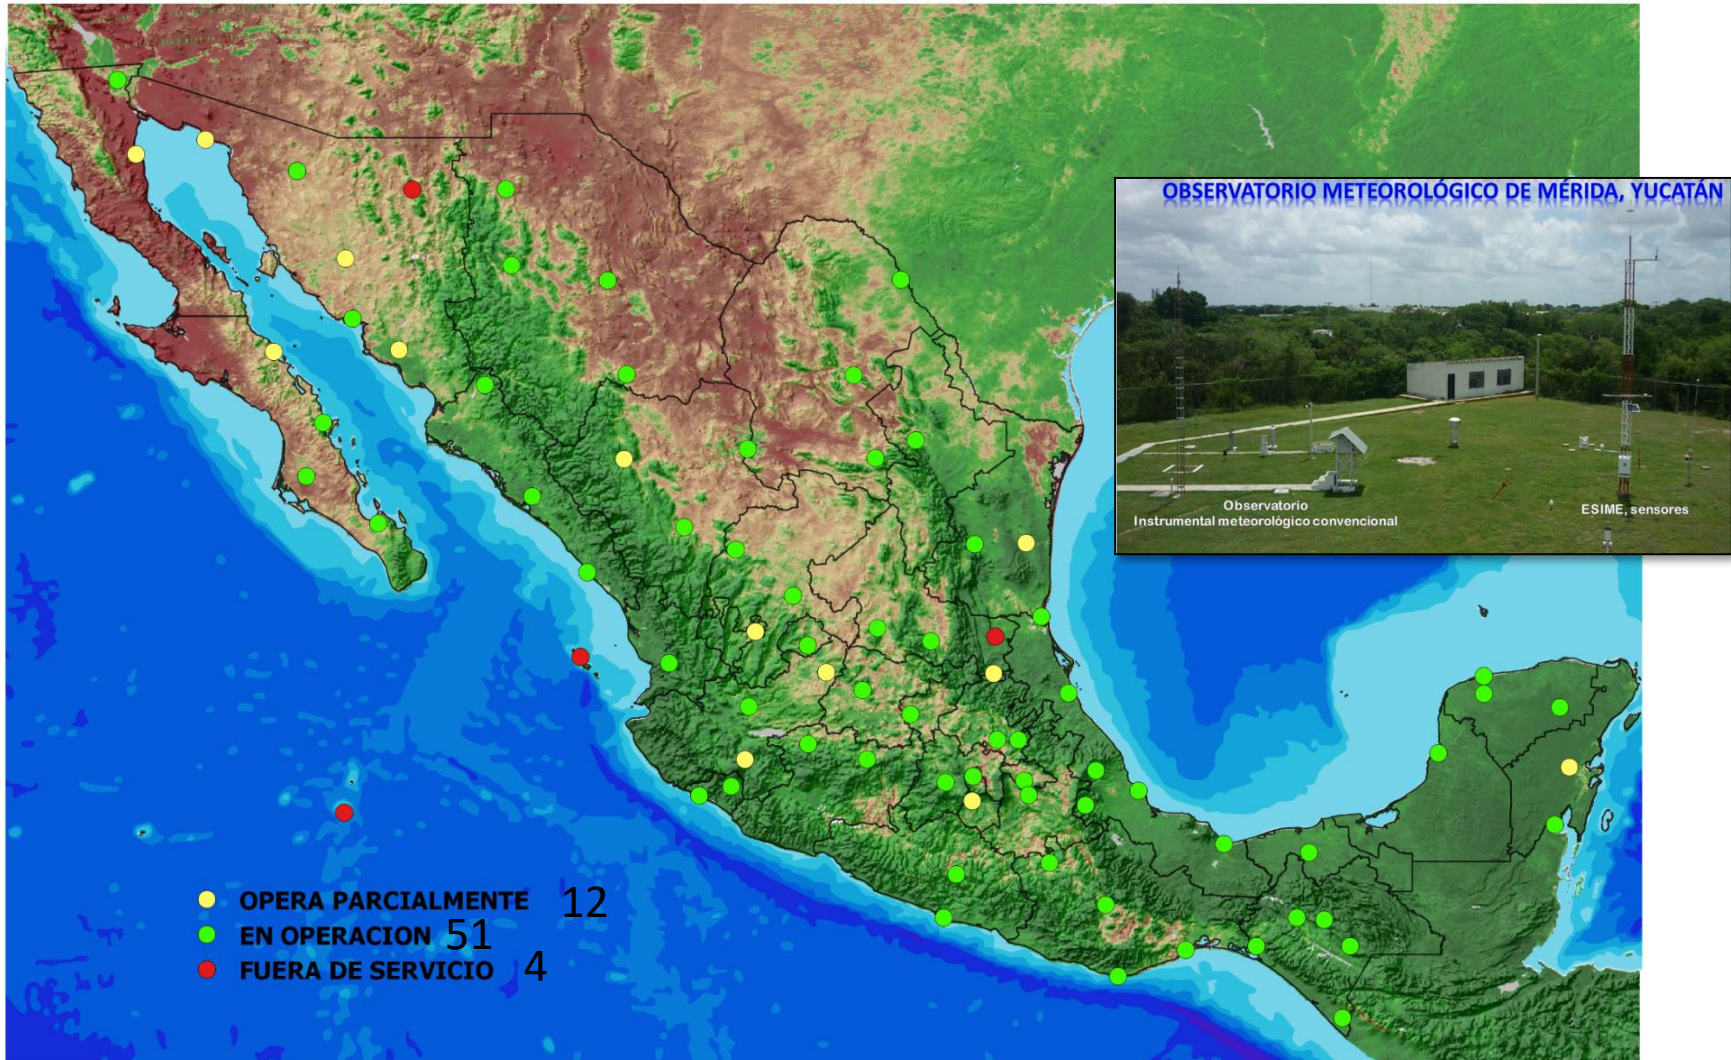 OBSERVATORIO METEOROLÓGICO DE MÉRIDA, YUCATÁN
Observatorio
Instrumental meteorológico convencional
ESIME, sensores
OPERA PARCIALMENTE 12
EN OPERACION 51
FUERA DE SERVICIO 4